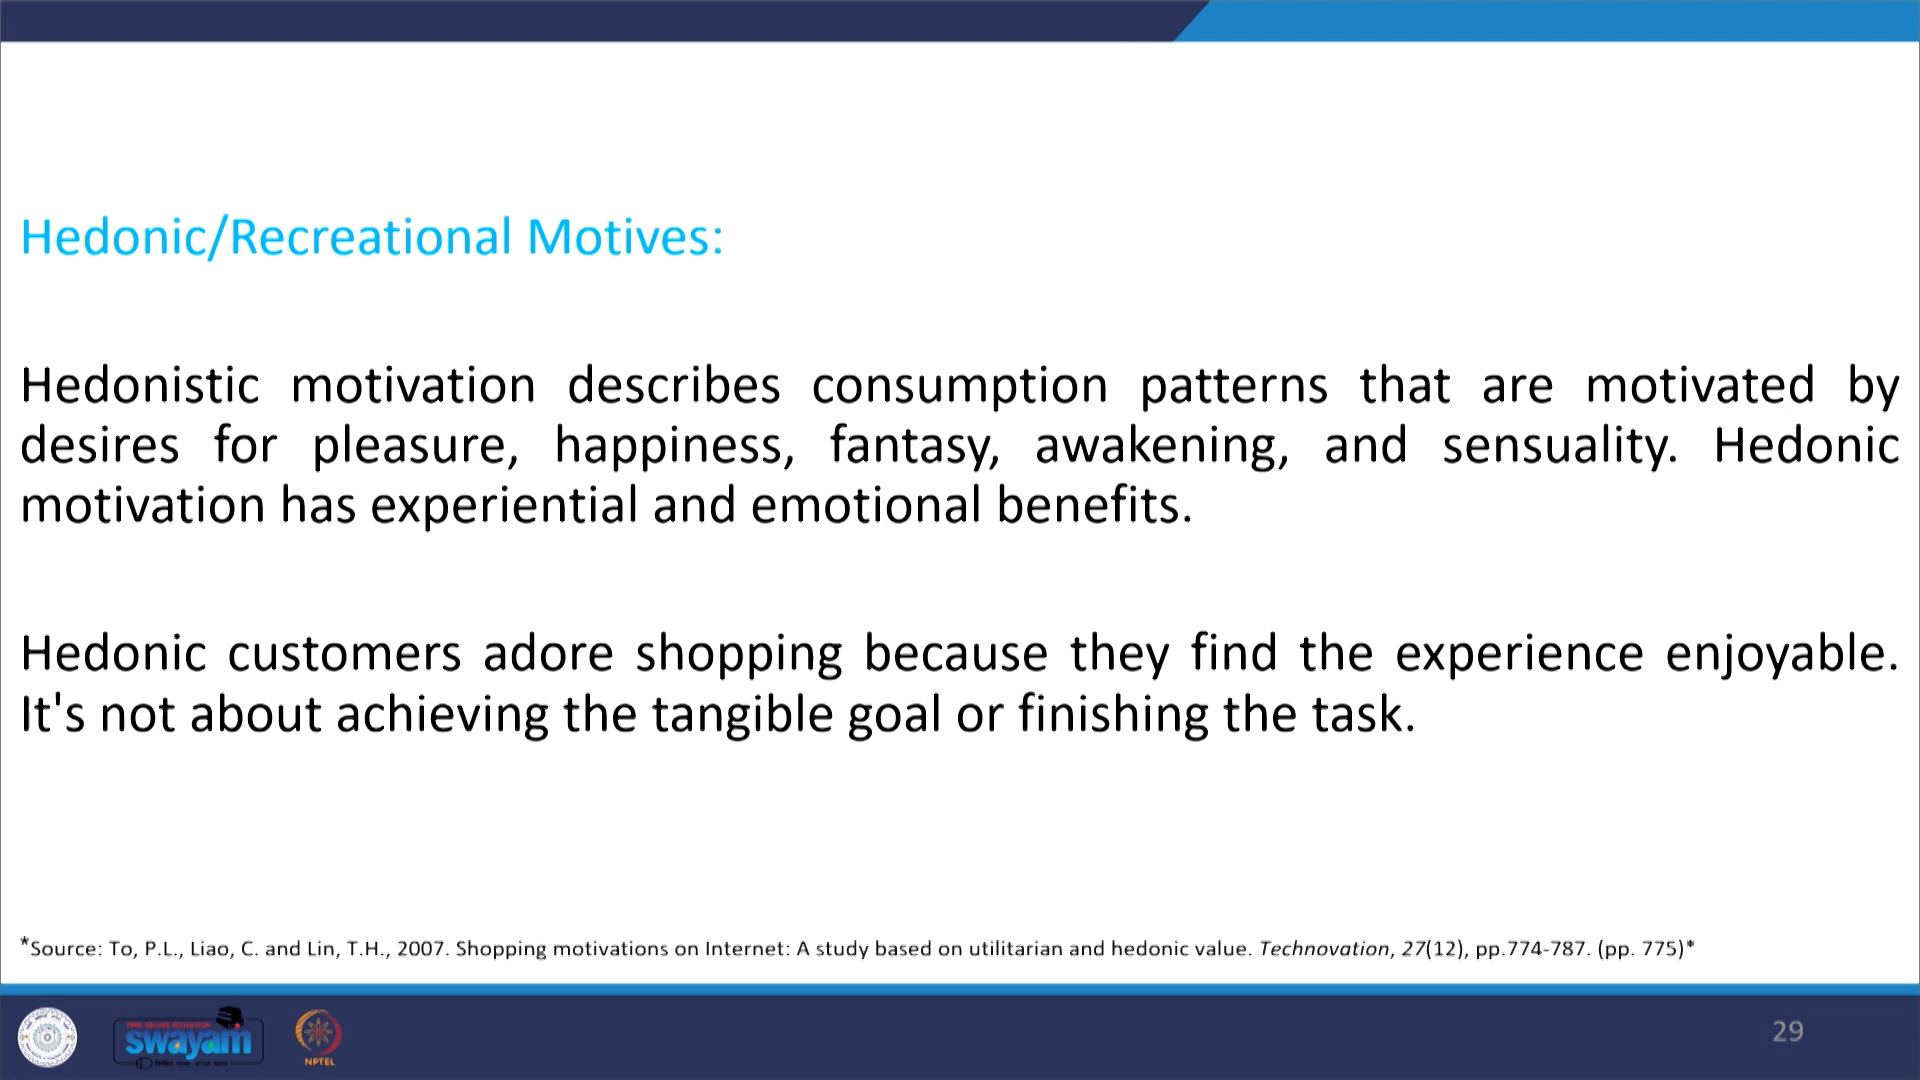 Hedonic/Recreational Motives:
Hedonistic motivation describes consumption patterns that are motivated by
desires for pleasure, happiness, fantasy, awakening, and sensuality. Hedonic
motivation has experiential and emotional benefits.
Hedonic customers adore shopping because they find the experience enjoyable.
It's not about achieving the tangible goal or finishing the task.
*Source: To, P.L., Liao, C. and Lin, T.H., 2007. Shopping motivations on Internet: A study based on utilitarian and hedonic value. Technovation, 27(12), pp.774-787. (pp. 775)*
FREE ONLINE EDUCATION
swayam
NPTEL
29